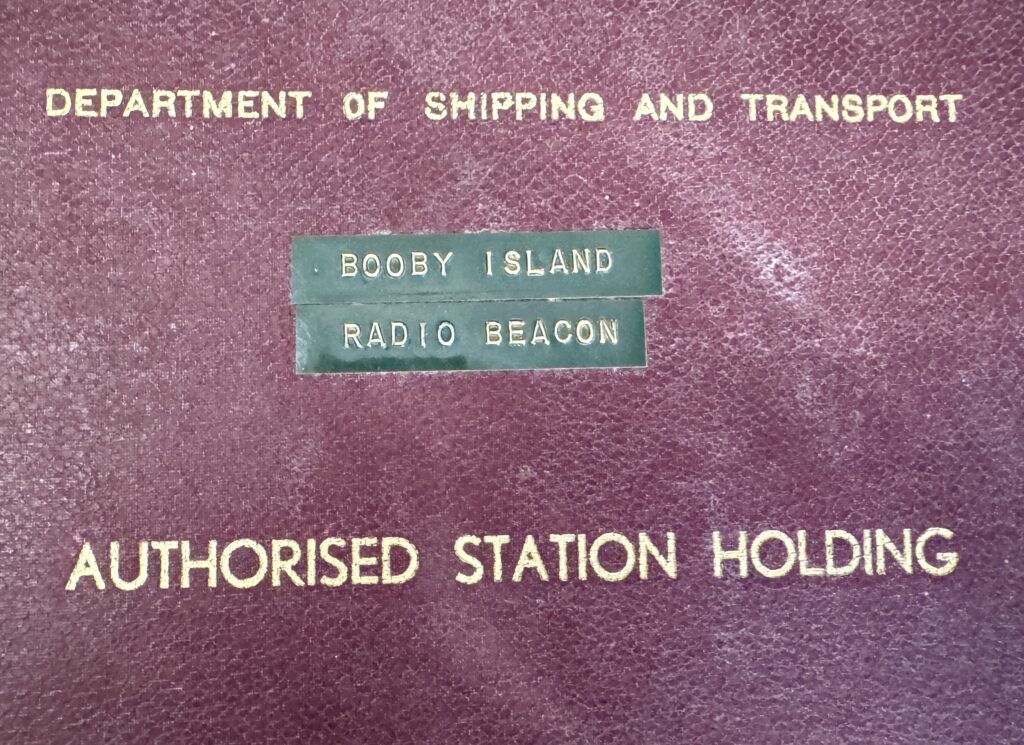 DEPARTMENT OF SHIPPING AND TRANSPORT
BOOBY ISLAND
RADIO BEACON
AUTHORISED STATION HOLDING